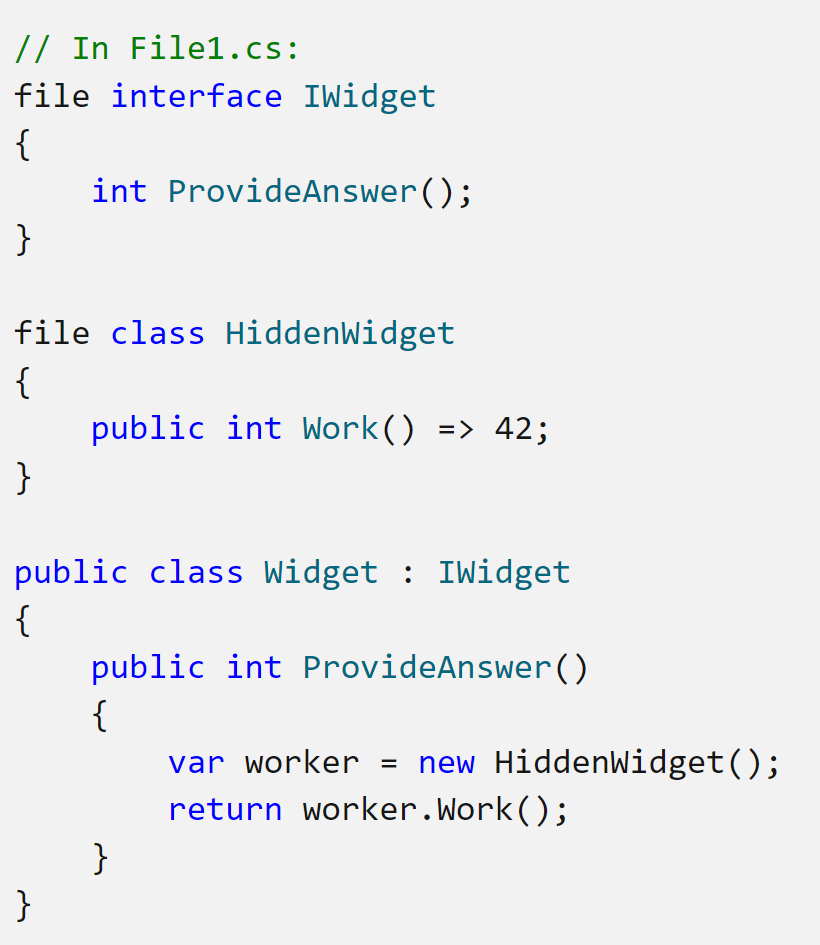 // In File1.cs:
file interface IWidget
{
    int ProvideAnswer();
}

file class HiddenWidget
{
    public int Work() => 42;
}

public class Widget : IWidget
{
    public int ProvideAnswer()
    {
        var worker = new HiddenWidget();
        return worker.Work();
    }
}